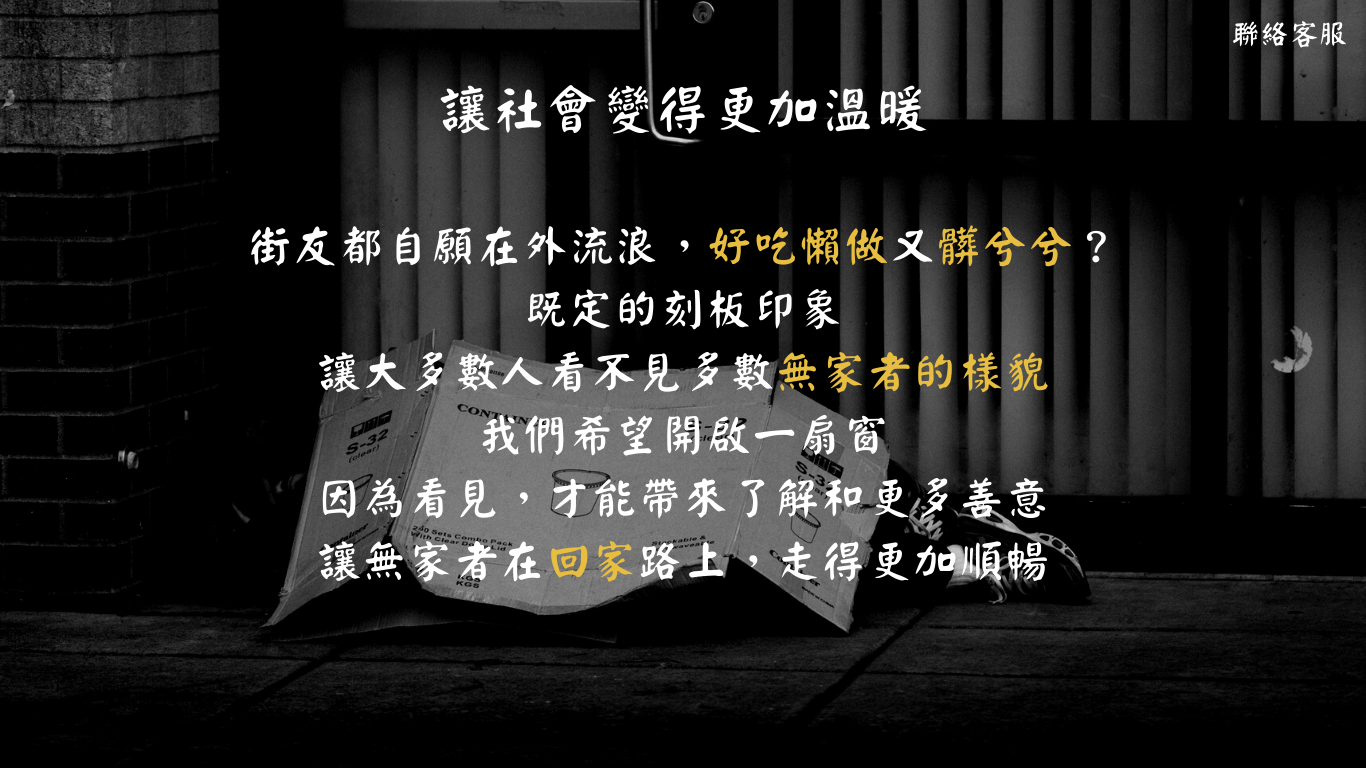 聯絡客服
讓社會變得更加溫暖
街友都自願在外流浪，好吃懶做又髒兮兮？
既定的刻板印象
讓大多數人看不見多數無家者的樣貌
我們希望開啟一扇窗
因為看見，才能帶來了解和更多善意
讓無家者在回家路上，走得更加順暢
S-32
(clear)
240 Sets Combo Pack
With Clear Lid
Stackable &
KGS